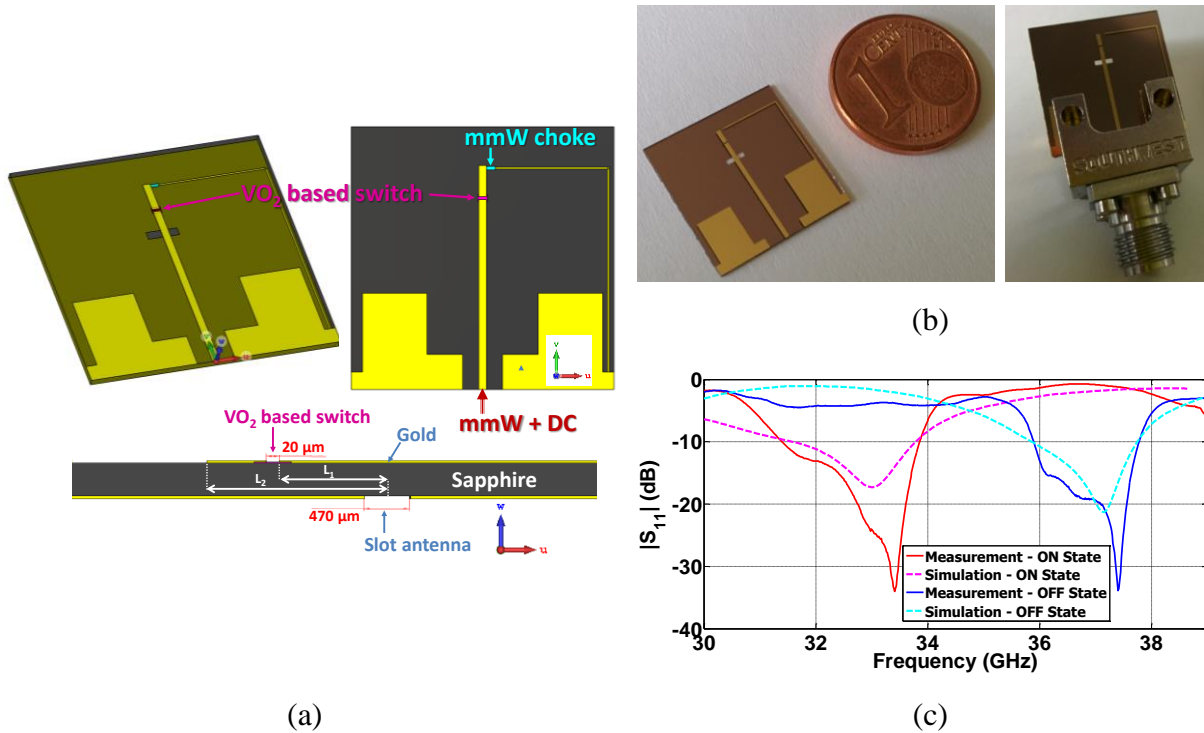 mmW choke
VO₂ based switch
mmW + DC
VO₂ based switch
20 µm
Gold
L₁
L₂
Sapphire
470 µm
Slot antenna
w
u
v
u
(a)
1
CENT
SOUTHWEST
(b)
0
-10
-20
-30
-40
|S₁₁| (dB)
Measurement - ON State
Simulation - ON State
Measurement - OFF State
Simulation - OFF State
30 32 34 36 38
Frequency (GHz)
(c)